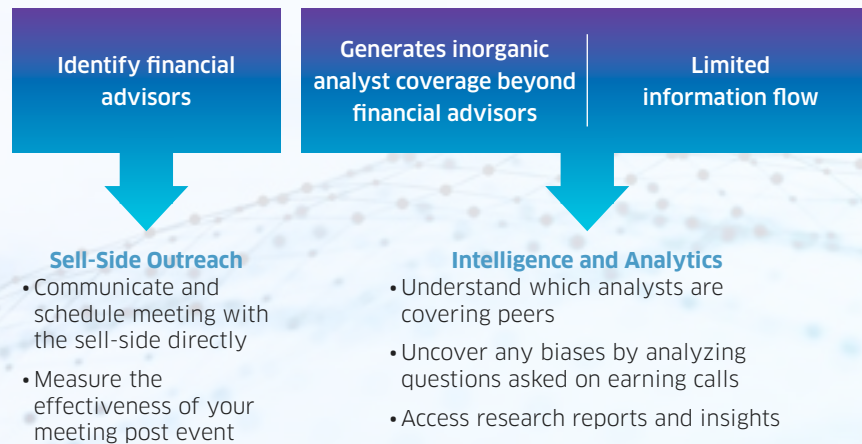 Identify financial
advisors
Generates inorganic
analyst coverage beyond
financial advisors
Limited
information flow
Sell-Side Outreach
• Communicate and
schedule meeting with
the sell-side directly
• Measure the
effectiveness of your
meeting post event
Intelligence and Analytics
• Understand which analysts are
covering peers
• Uncover any biases by analyzing
questions asked on earning calls
• Access research reports and insights